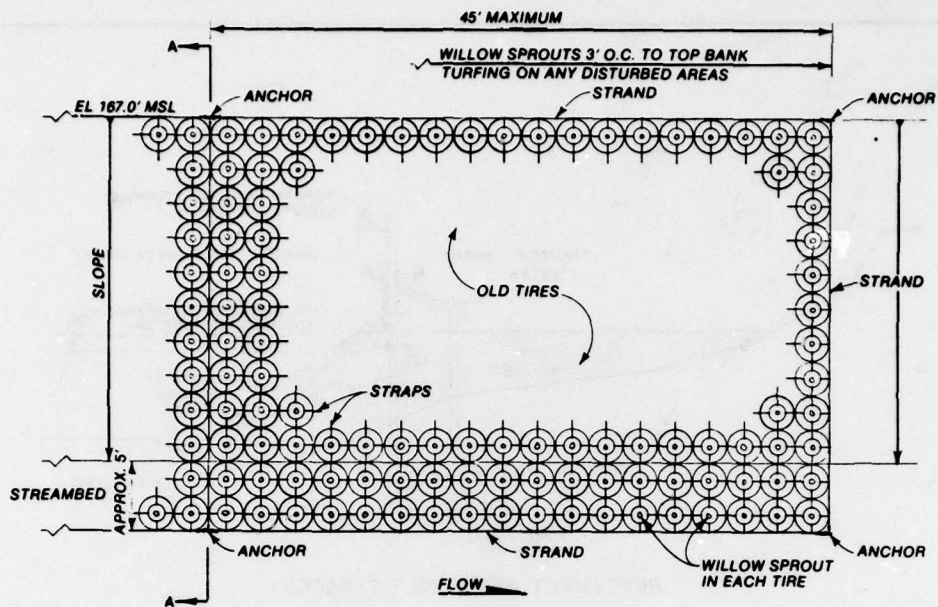 45' MAXIMUM
A
WILLOW SPROUTS 3' O.C. TO TOP BANK
TURFING ON ANY DISTURBED AREAS
EL 167.0' MSL
ANCHOR
STRAND
ANCHOR
SLOPE
OLD TIRES
STRAND
STRAPS
APPROX. 5'
STREAMBED
ANCHOR
STRAND
WILLOW SPROUT
IN EACH TIRE
ANCHOR
FLOW
A